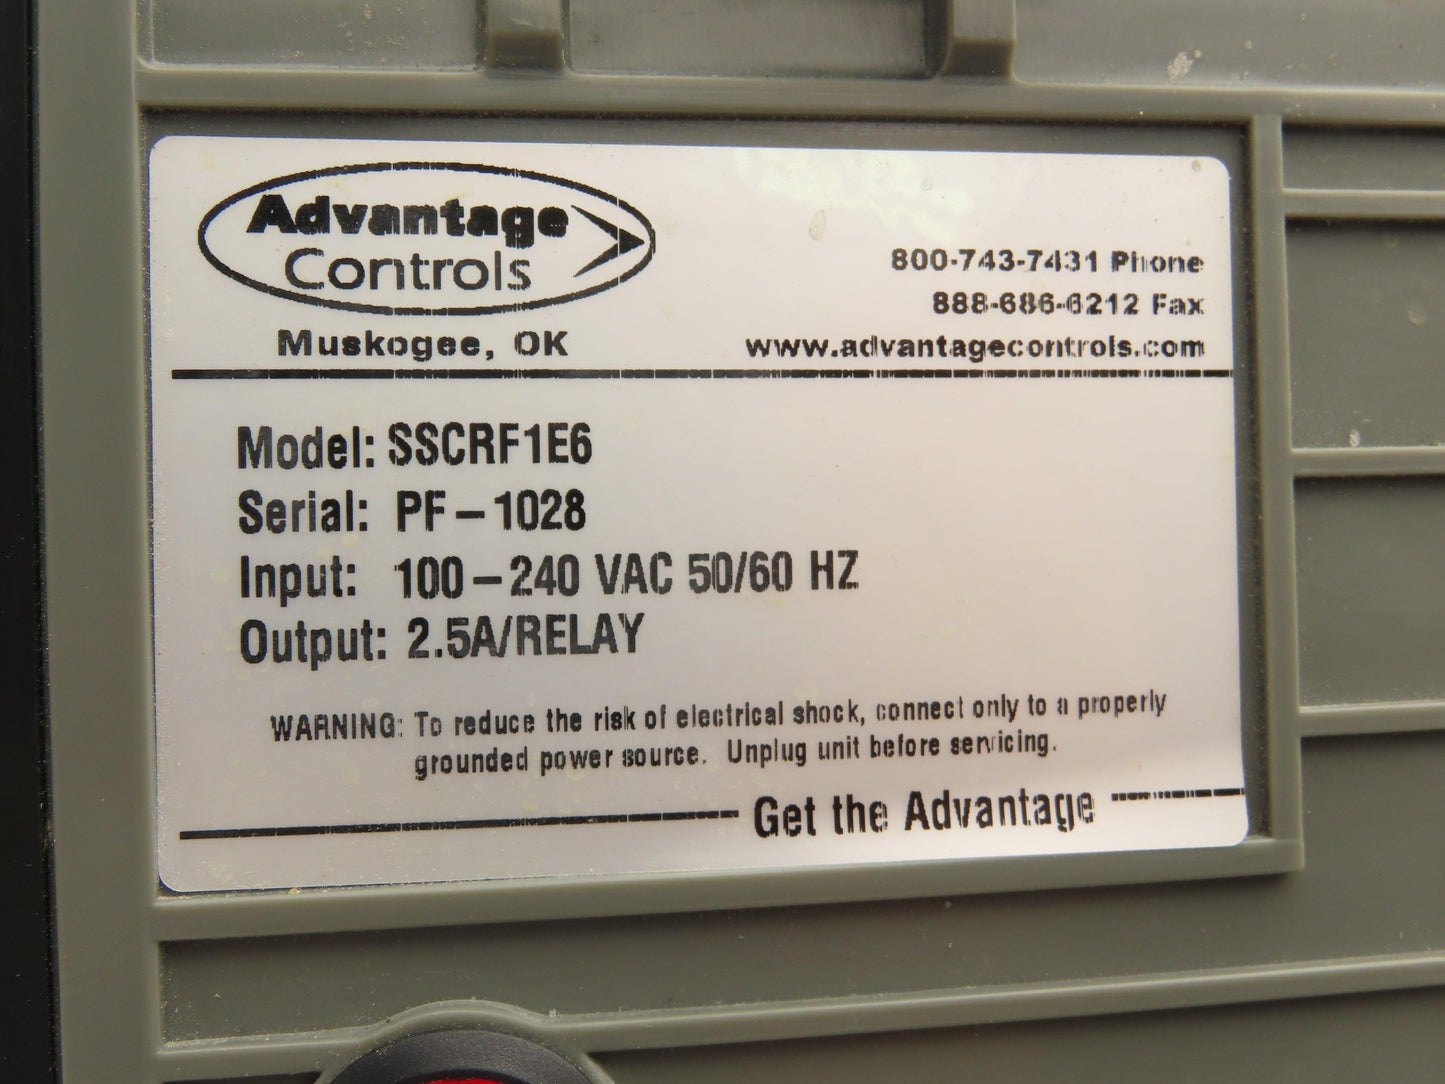 Advantage
Controls
Muskogee, OK
800-743-7431 Phone
888-686-6212 Fax
www.advantagecontrols.com
Model: SSCRF1E6
Serial: PF-1028
Input: 100-240 VAC 50/60 HZ
Output: 2.5A/RELAY
WARNING: To reduce the risk of electrical shock, connect only to a properly
grounded power source. Unplug unit before servicing.
Get the Advantage